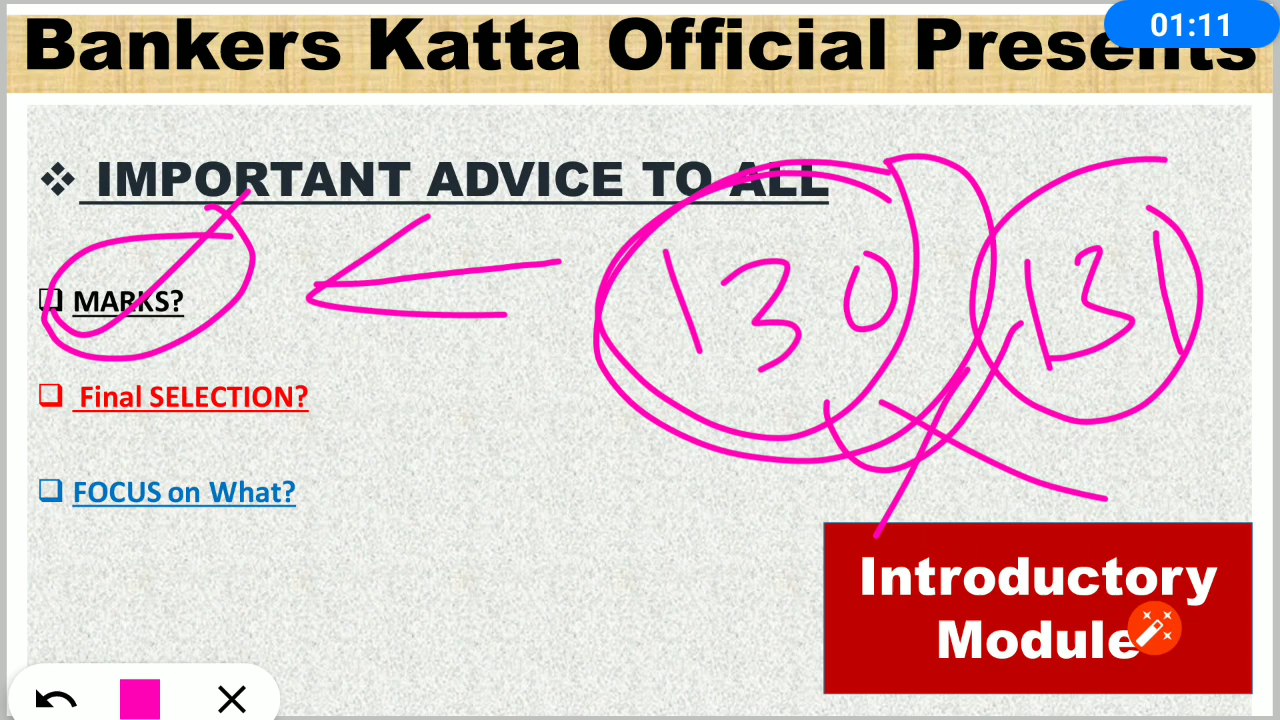 Bankers Katta Official Presents
01:11
IMPORTANT ADVICE TO ALL
MARKS?
130 131
Final SELECTION?
FOCUS on What?
Introductory
Module